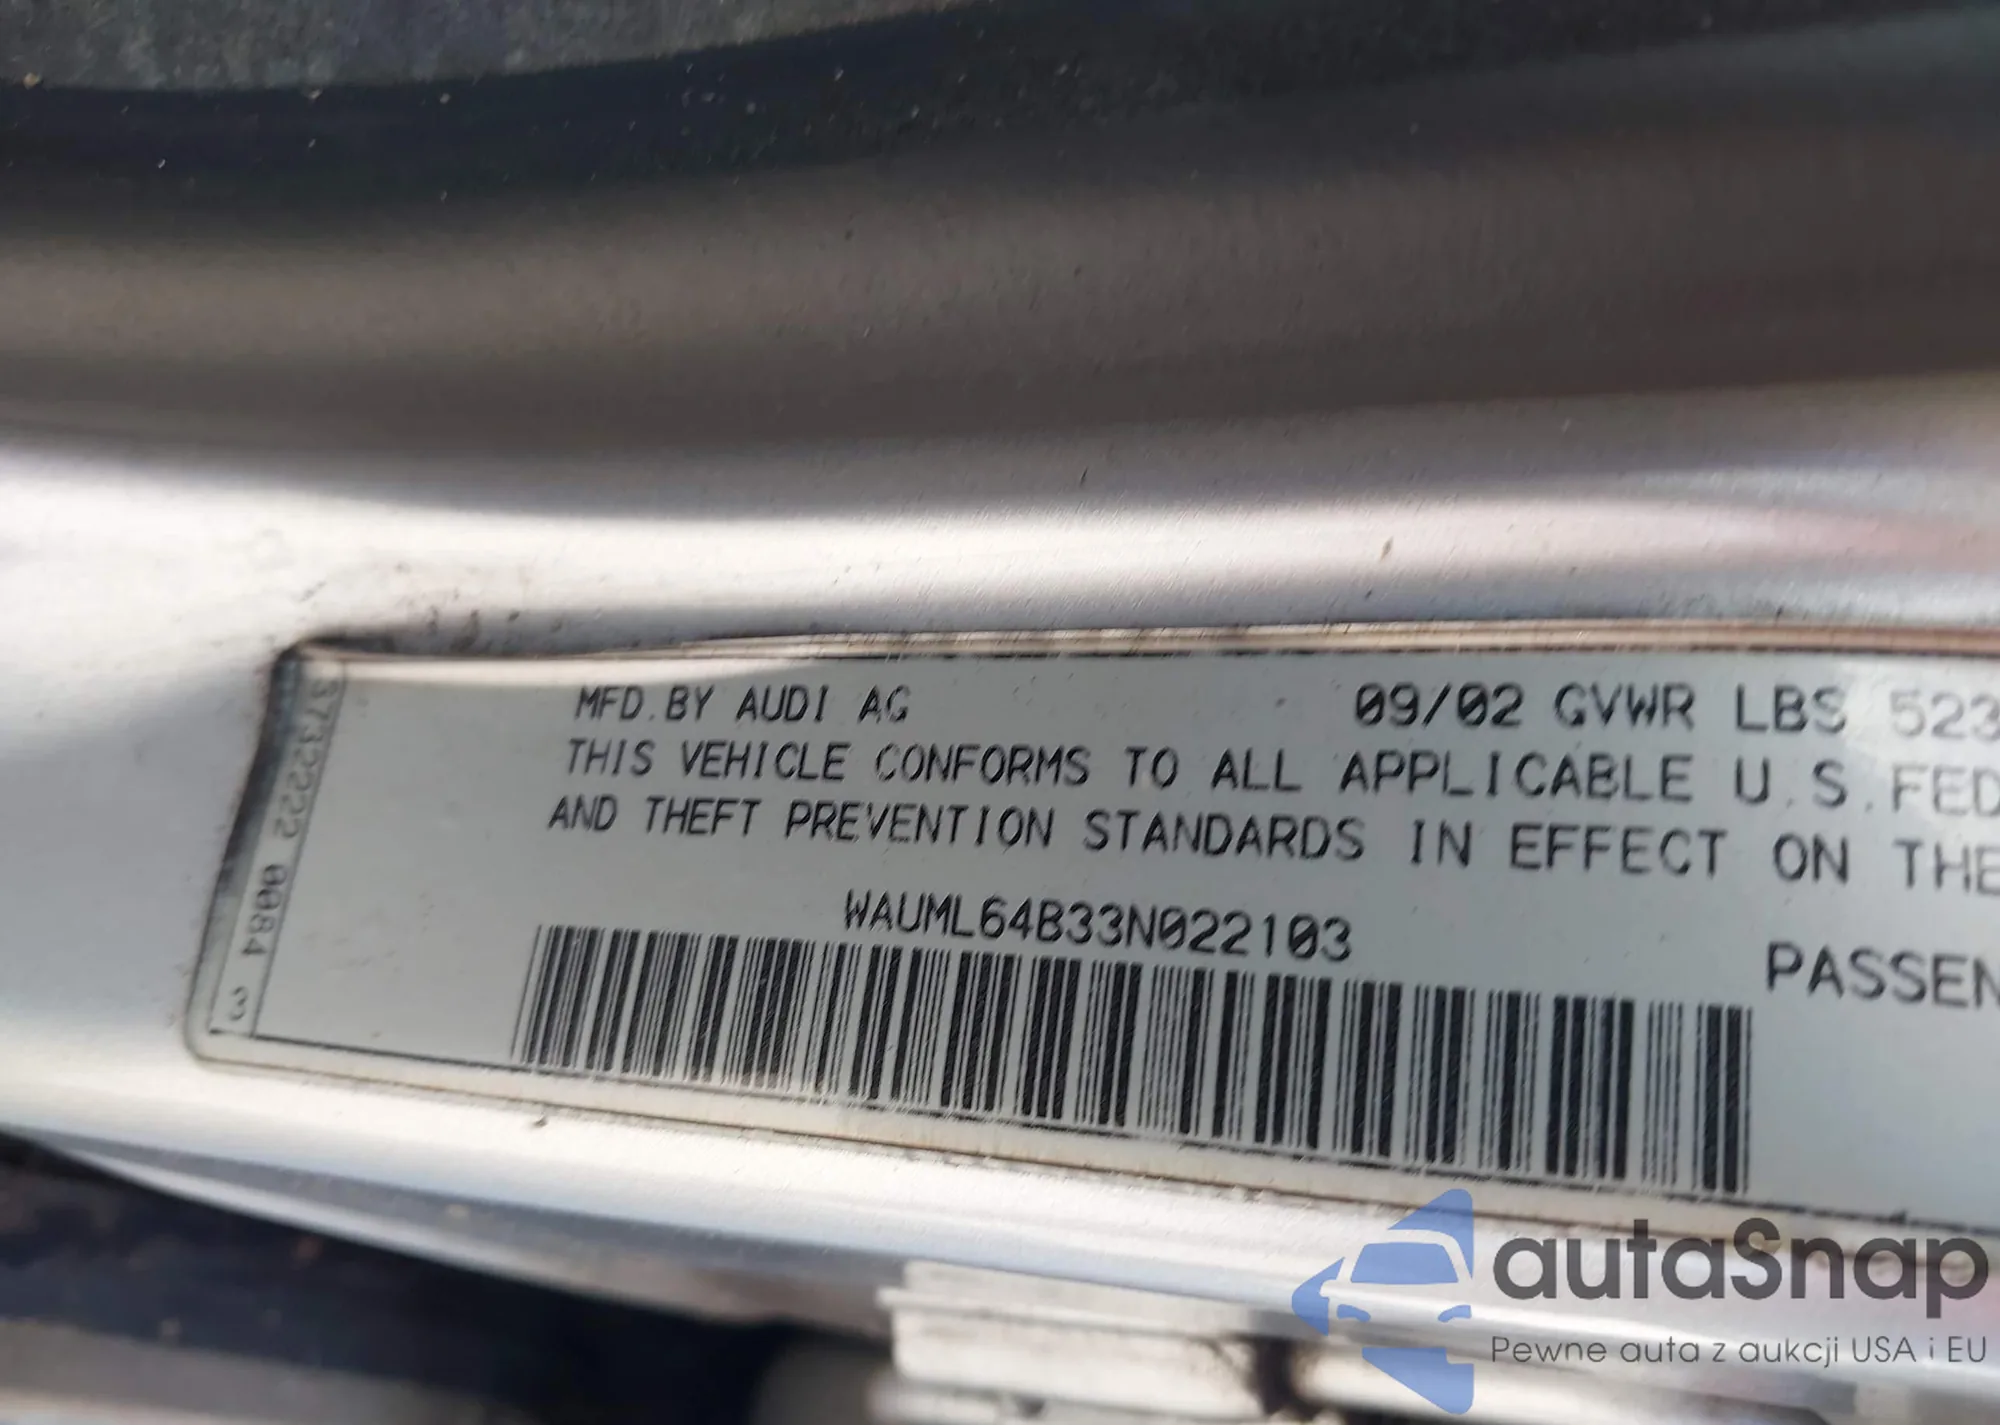 MFD.BY AUDI AG 09/02 GVWR LBS 523
THIS VEHICLE CONFORMS TO ALL APPLICABLE U.S.FED
AND THEFT PREVENTION STANDARDS IN EFFECT ON THE
WAUML64B33N022103
PASSEN
3732222 0084 3
autaSnap
Pewne auta z aukcji USA i EU